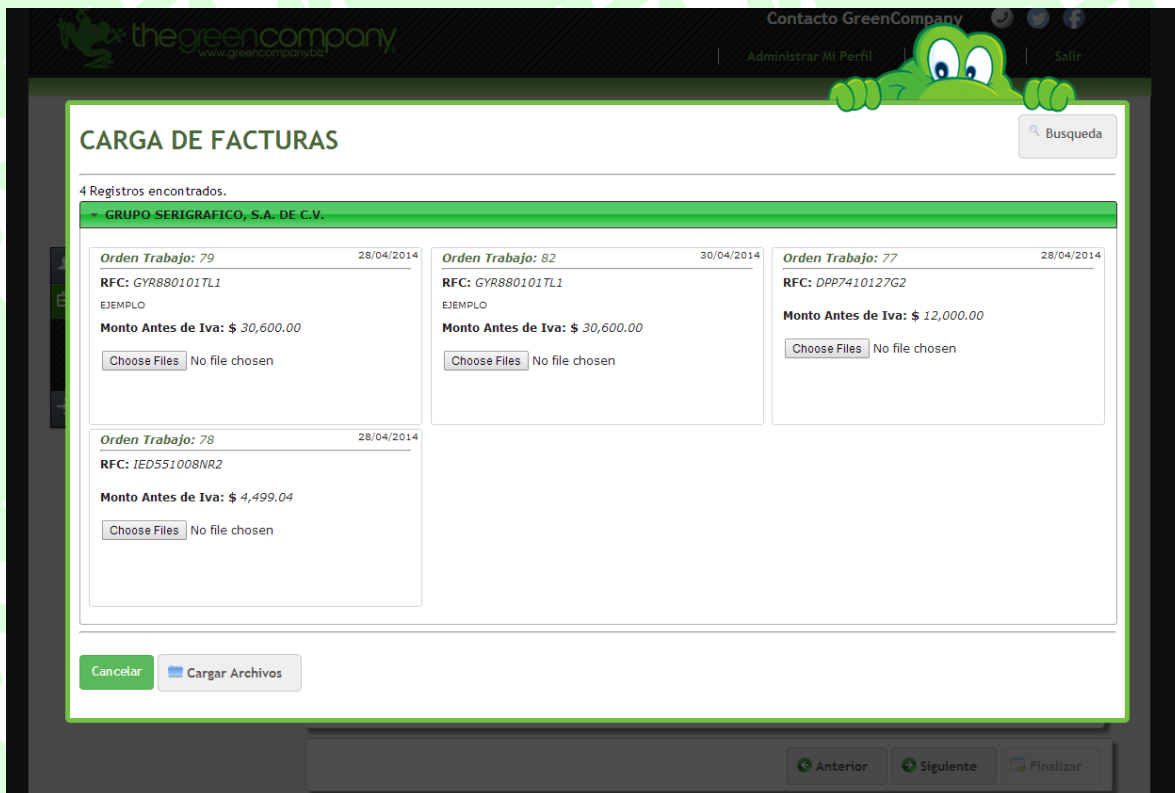 thegreencompany
www.greencompany.biz
Contacto GreenCompany
Administrar Mi Perfil
Salir
CARGA DE FACTURAS
Busqueda
4 Registros encontrados.
GRUPO SERIGRAFICO, S.A. DE C.V.
Orden Trabajo: 79 28/04/2014
RFC: GYR880101TL1
EJEMPLO
Monto Antes de Iva: $ 30,600.00
Choose Files No file chosen
Orden Trabajo: 82 30/04/2014
RFC: GYR880101TL1
EJEMPLO
Monto Antes de Iva: $ 30,600.00
Choose Files No file chosen
Orden Trabajo: 77 28/04/2014
RFC: DPP7410127G2
Monto Antes de Iva: $ 12,000.00
Choose Files No file chosen
Orden Trabajo: 78 28/04/2014
RFC: IED551008NR2
Monto Antes de Iva: $ 4,499.04
Choose Files No file chosen
Cancelar
Cargar Archivos
Anterior
Siguiente
Finalizar